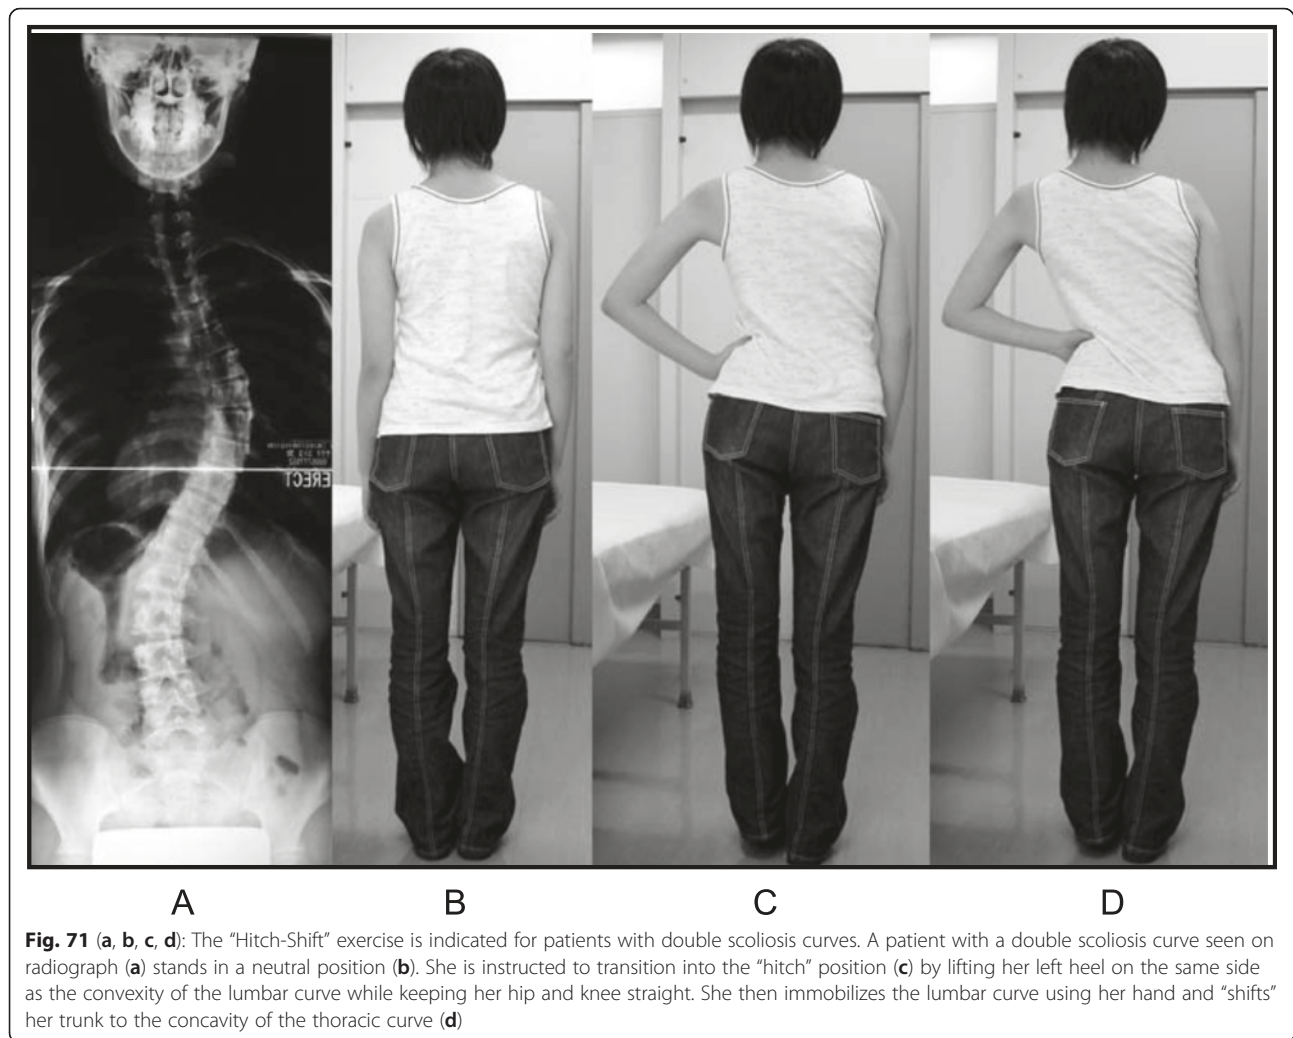 ERECT
A B C D
Fig. 71 (a, b, c, d): The “Hitch-Shift” exercise is indicated for patients with double scoliosis curves. A patient with a double scoliosis curve seen on
radiograph (a) stands in a neutral position (b). She is instructed to transition into the “hitch” position (c) by lifting her left heel on the same side
as the convexity of the lumbar curve while keeping her hip and knee straight. She then immobilizes the lumbar curve using her hand and “shifts”
her trunk to the concavity of the thoracic curve (d)